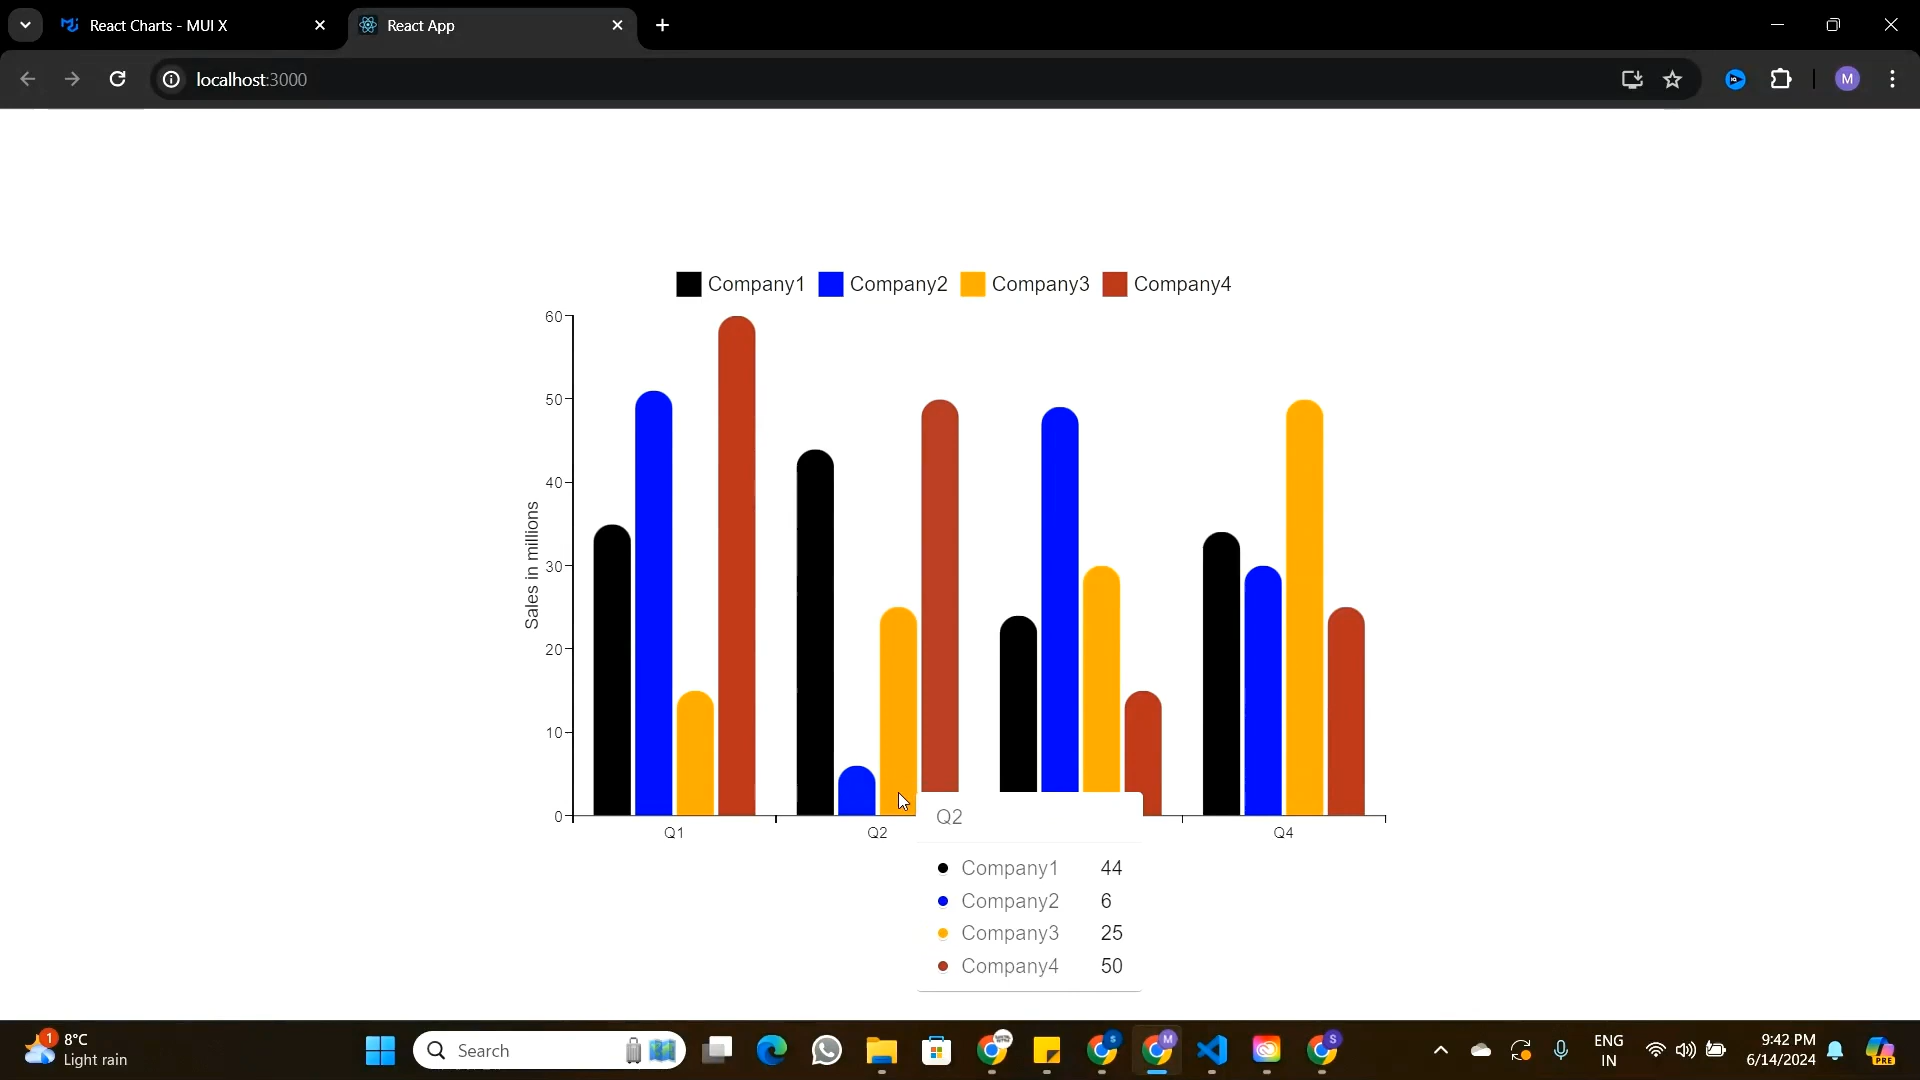 React Charts - MUI X
React App
localhost:3000
M
Company1 Company2 Company3 Company4
60
50
40
30
20
10
0
Sales in millions
Q1
Q2
Q4
Q2
Company1 44
Company2 6
Company3 25
Company4 50
1
8°C
Light rain
Search
S
M
S
ENG
IN
9:42 PM
6/14/2024
PRE